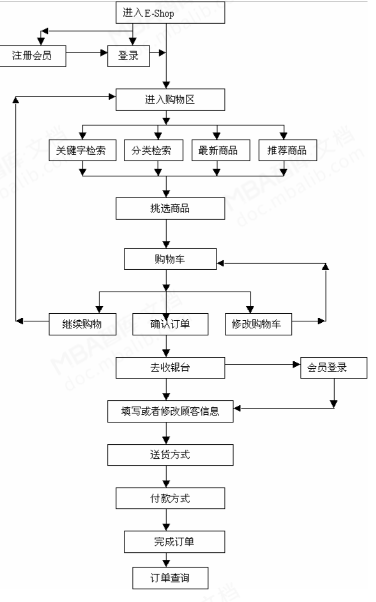 进入E-Shop
注册会员
登录
进入购物区
关键字检索
分类检索
最新商品
推荐商品
挑选商品
购物车
继续购物
确认订单
修改购物车
去收银台
会员登录
填写或者修改顾客信息
送货方式
付款方式
完成订单
订单查询